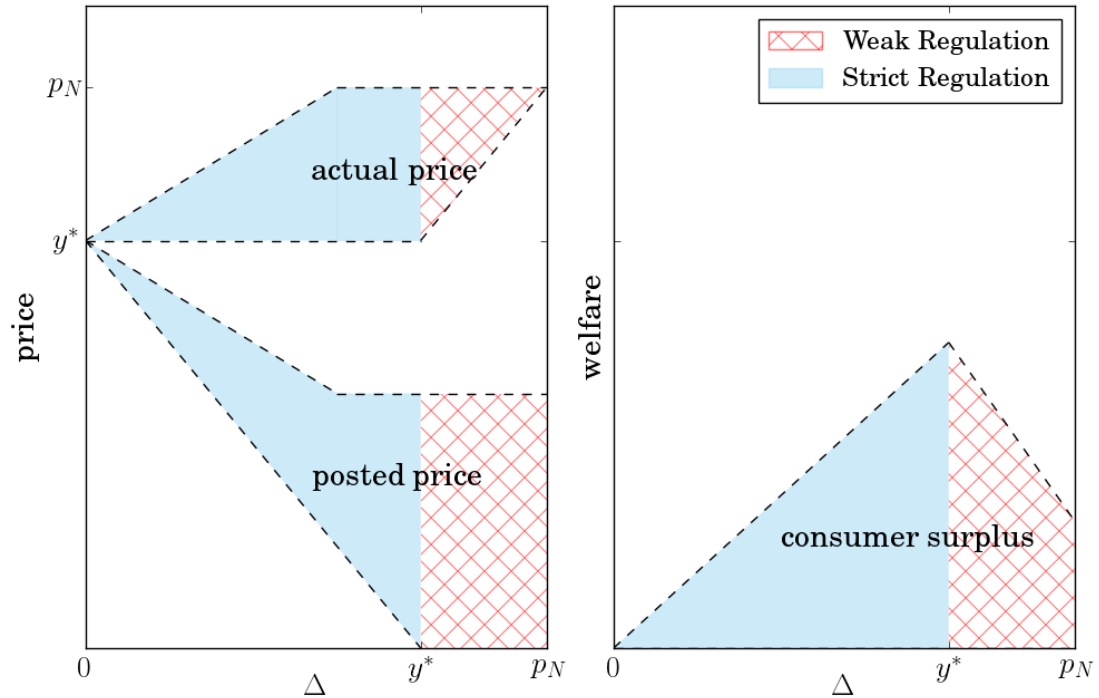 price
p_N
y*
actual price
posted price
0
y*
p_N
Δ
welfare
Weak Regulation
Strict Regulation
consumer surplus
0
y*
p_N
Δ